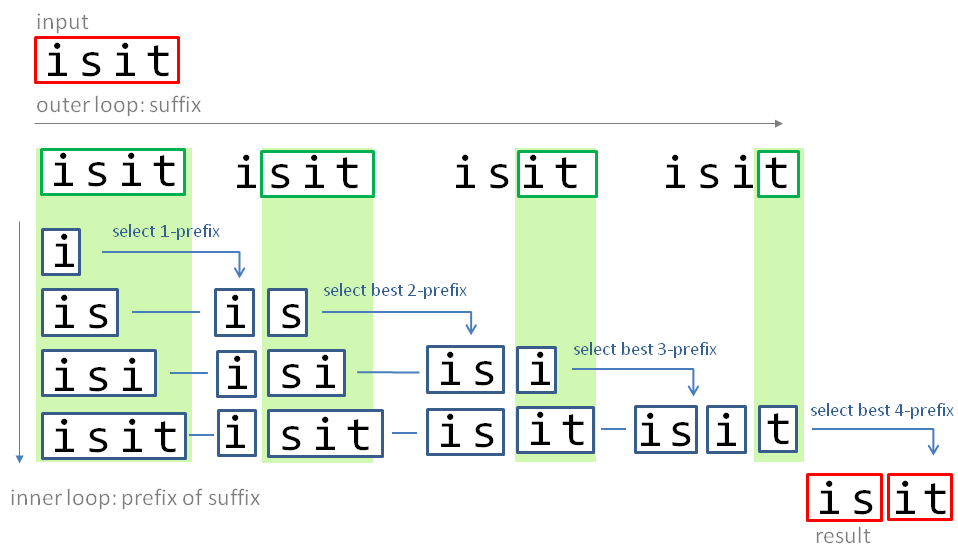 input
isit
outer loop: suffix
isit isit isit isit
i select 1-prefix
is i s select best 2-prefix
isi i si is i select best 3-prefix
isit i sit is it is i t select best 4-prefix
inner loop: prefix of suffix
is it
result